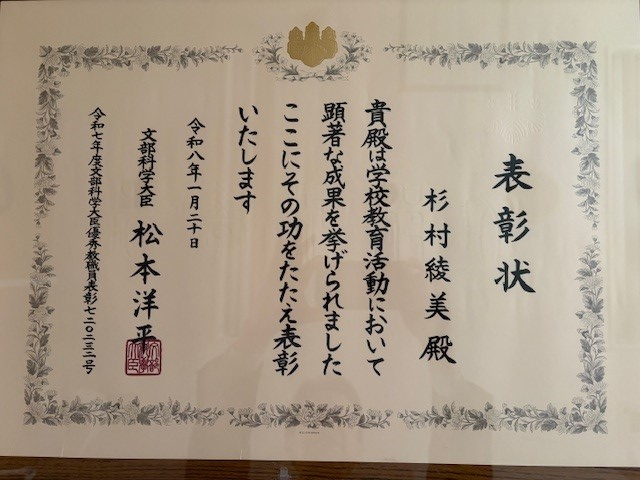 表彰状
杉村綾美殿
貴殿は学校教育活動において
顕著な成果を挙げられました
ここにその功をたたえ表彰
いたします
令和八年一月二十日
文部科学大臣 松本洋平
令和七年度文部科学大臣優秀教職員表彰七二〇二三二号